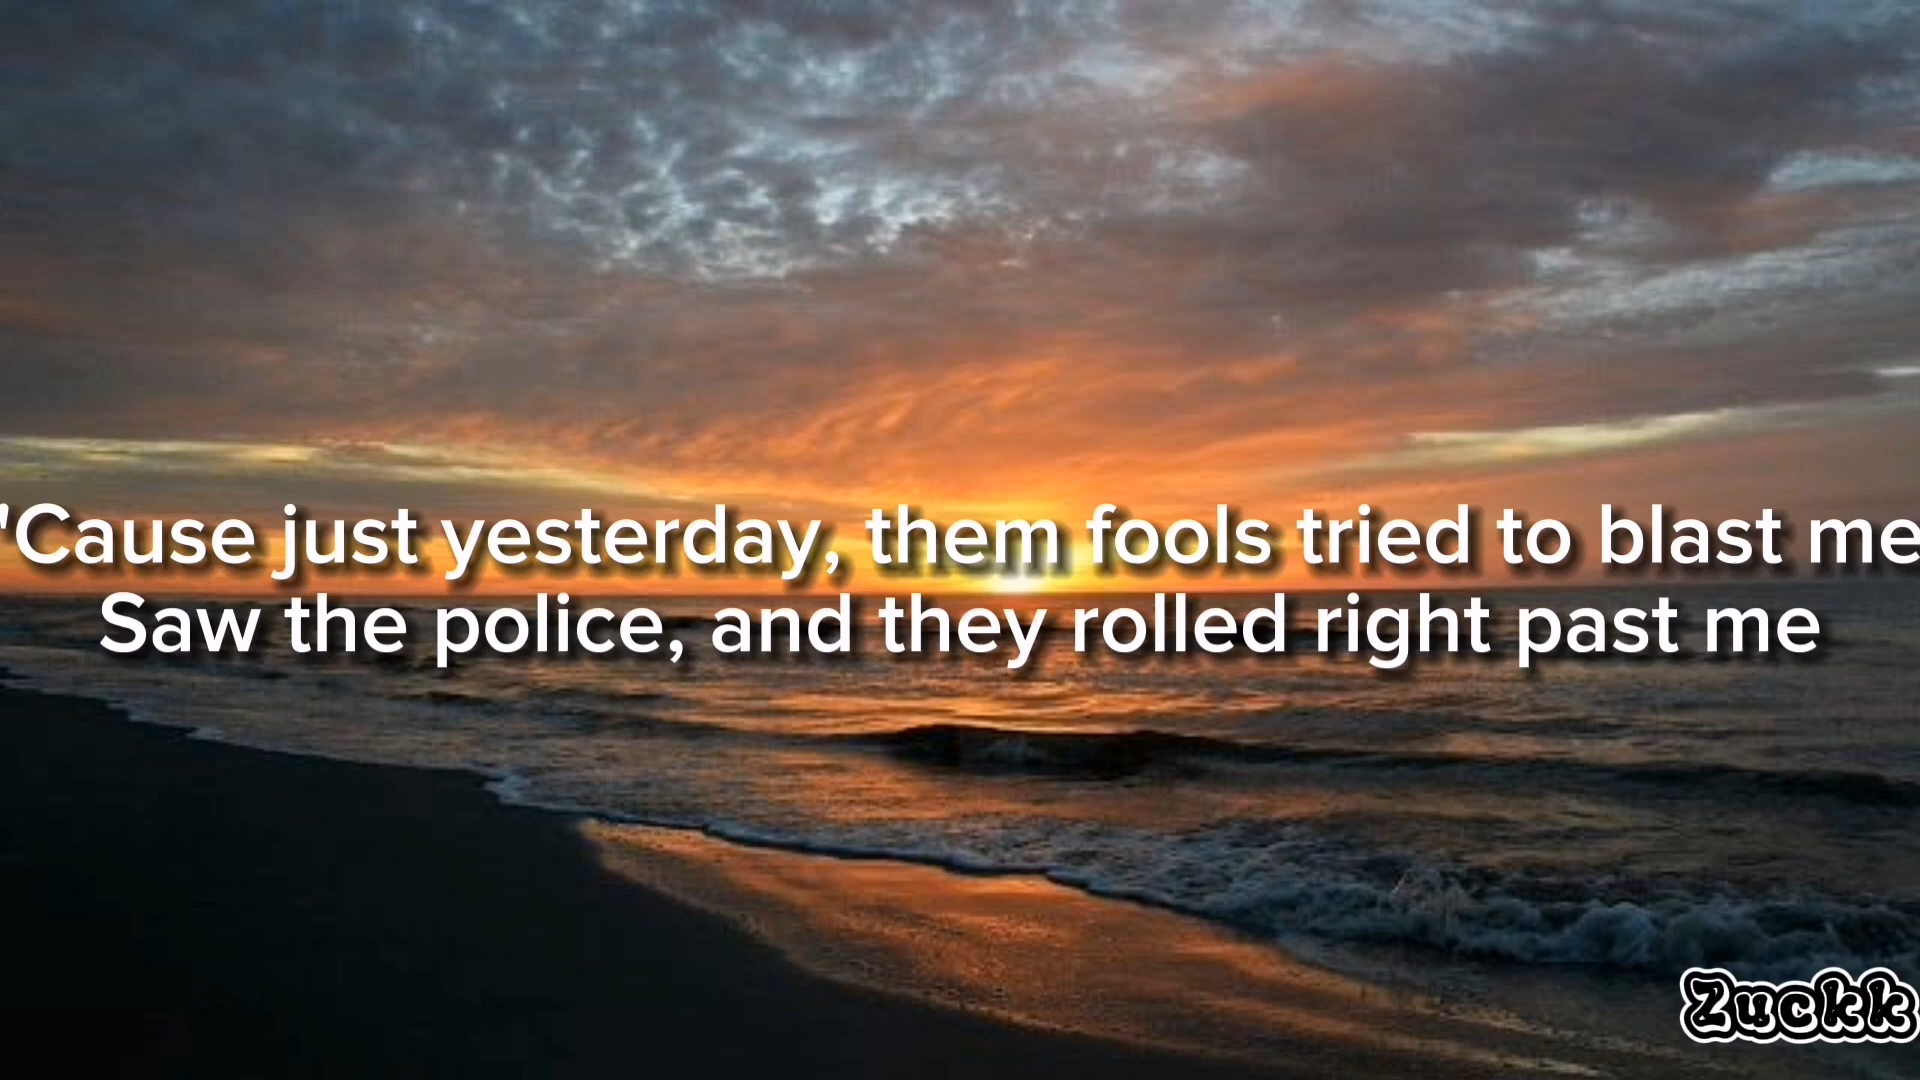 'Cause just yesterday, them fools tried to blast me
Saw the police, and they rolled right past me
Zuckk